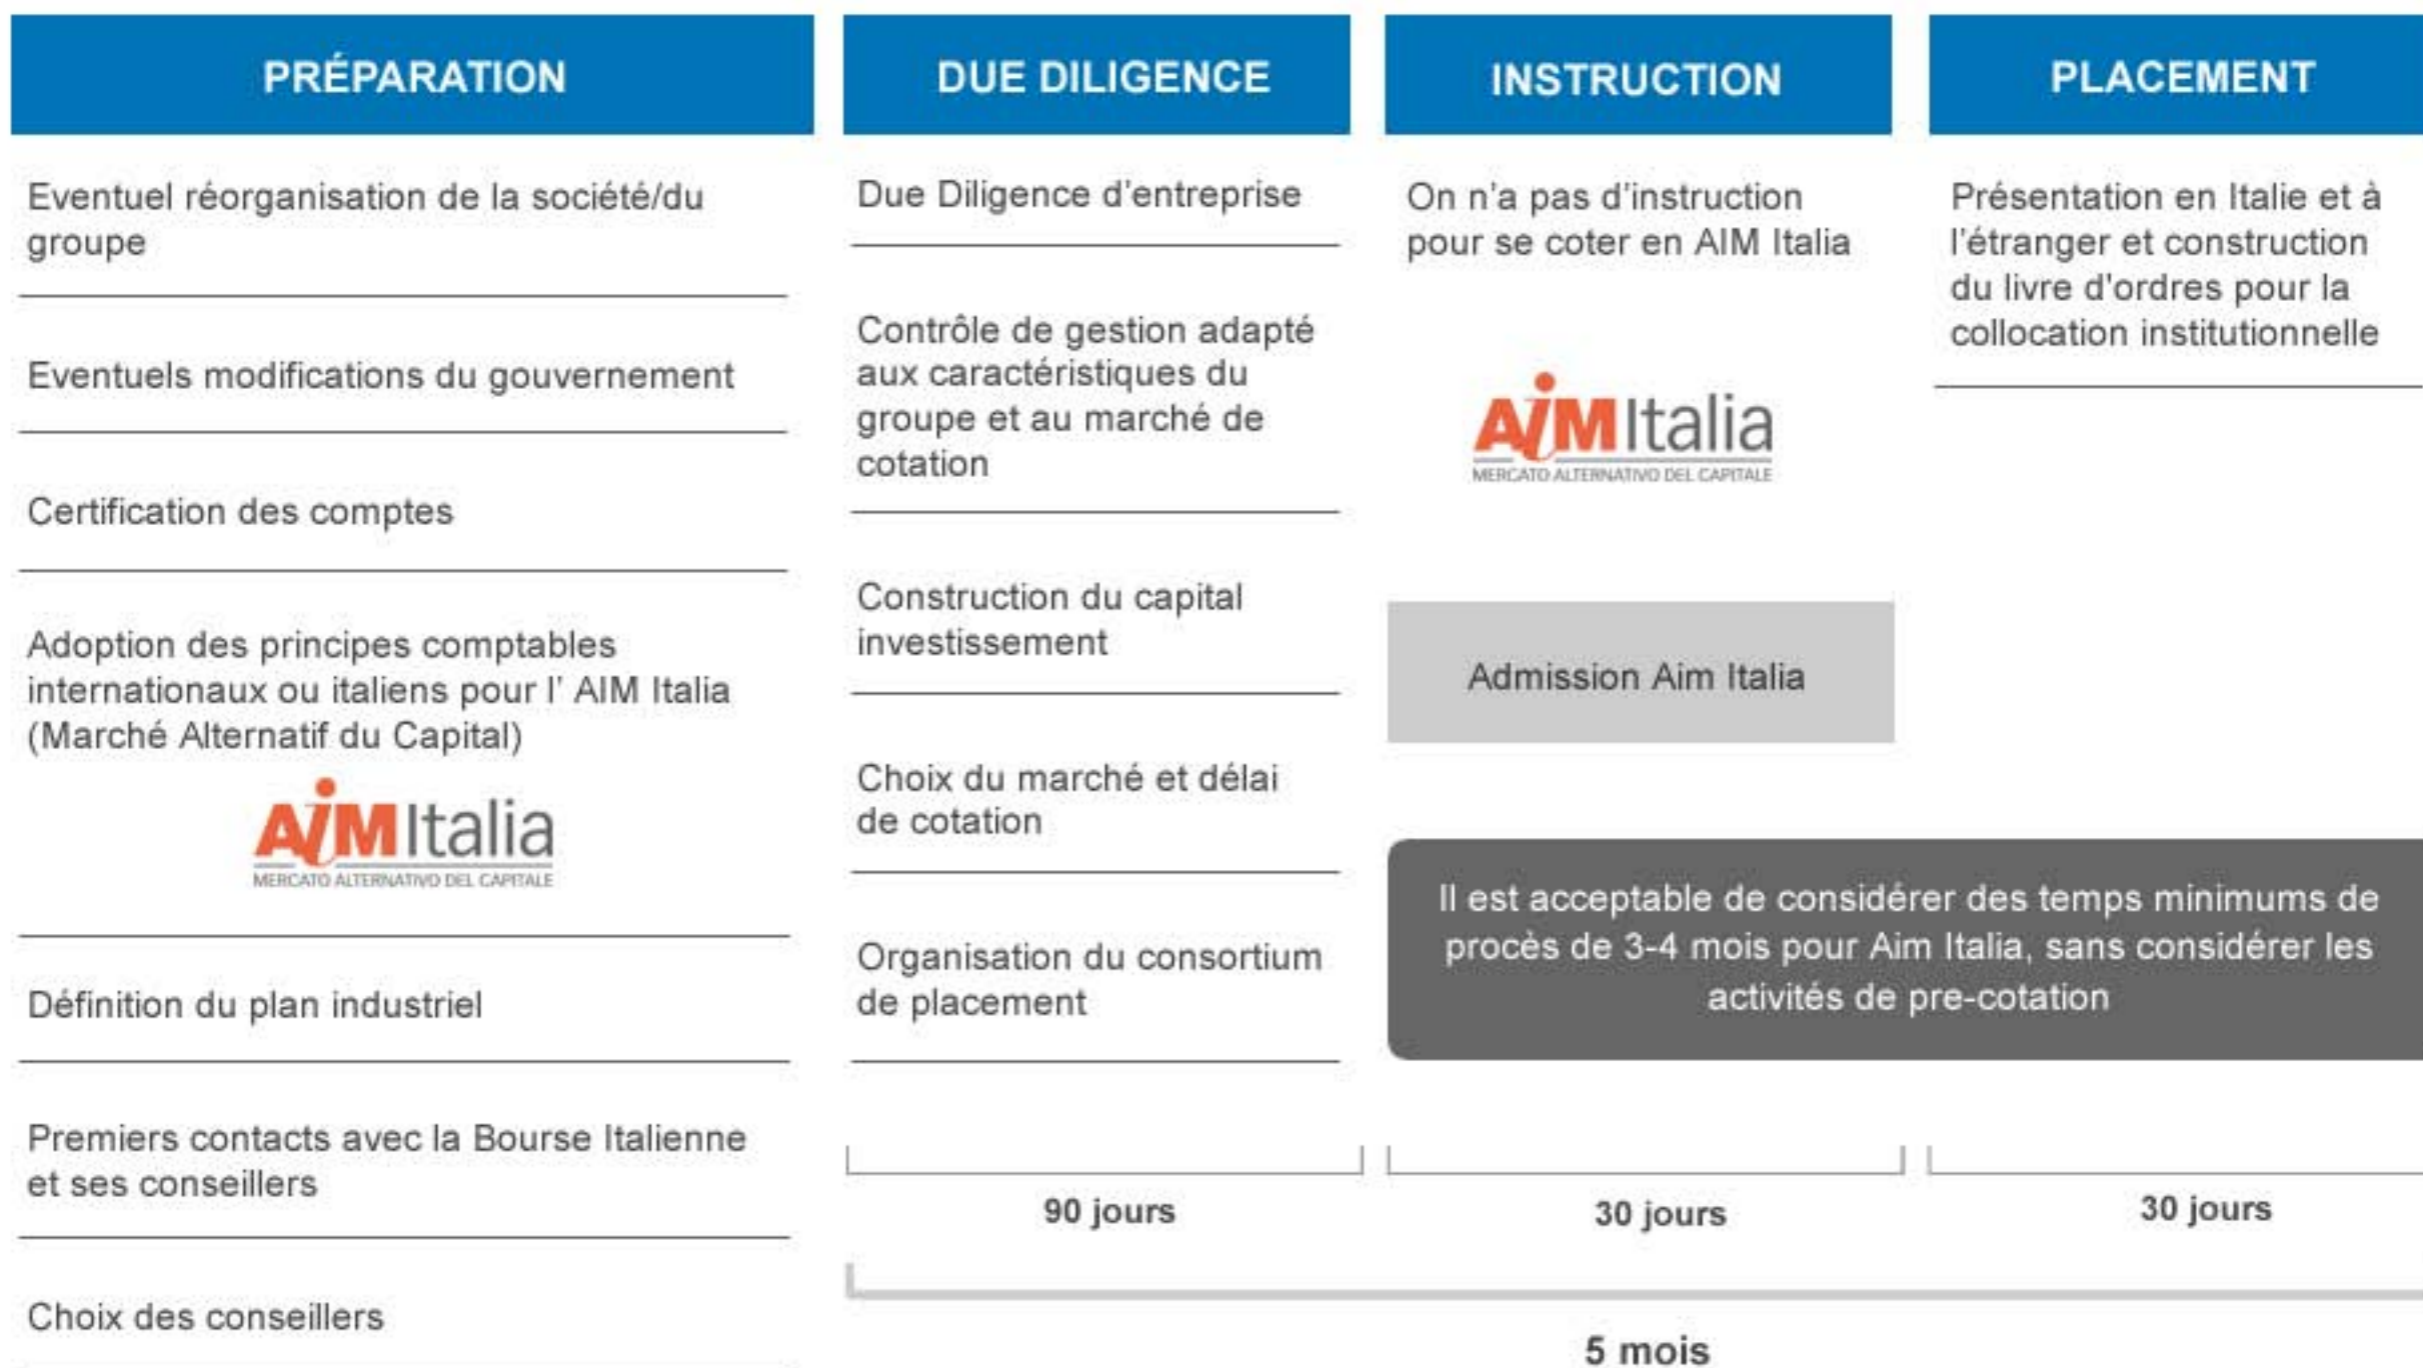 PRÉPARATION
Eventuel réorganisation de la société/du
groupe
Eventuels modifications du gouvernement
Certification des comptes
Adoption des principes comptables
internationaux ou italiens pour l' AIM Italia
(Marché Alternatif du Capital)
AiM Italia
MERCATO ALTERNATIVO DEL CAPITALE
Définition du plan industriel
Premiers contacts avec la Bourse Italienne
et ses conseillers
Choix des conseillers
DUE DILIGENCE
Due Diligence d'entreprise
Contrôle de gestion adapté
aux caractéristiques du
groupe et au marché de
cotation
Construction du capital
investissement
Choix du marché et délai
de cotation
Organisation du consortium
de placement
90 jours
INSTRUCTION
On n'a pas d'instruction
pour se coter en AIM Italia
AiM Italia
MERCATO ALTERNATIVO DEL CAPITALE
Admission Aim Italia
PLACEMENT
Présentation en Italie et à
l'étranger et construction
du livre d'ordres pour la
collocation institutionnelle
Il est acceptable de considérer des temps minimums de
procès de 3-4 mois pour Aim Italia, sans considérer les
activités de pre-cotation
30 jours
30 jours
5 mois